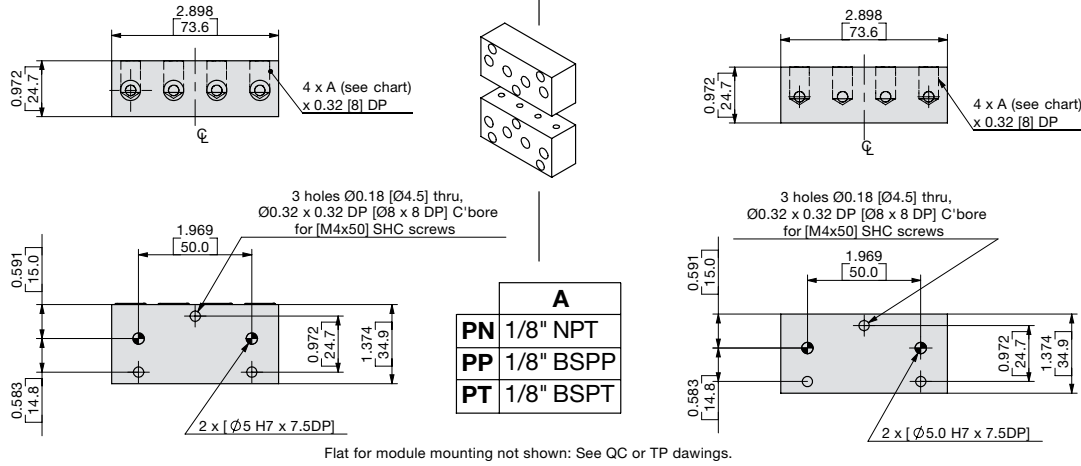 2.898
73.6
0.972
24.7
4 x A (see chart)
x 0.32 [8] DP
℄
2.898
73.6
0.972
24.7
4 x A (see chart)
x 0.32 [8] DP
℄
3 holes Ø0.18 [Ø4.5] thru,
Ø0.32 x 0.32 DP [Ø8 x 8 DP] C'bore
for [M4x50] SHC screws
1.969
50.0
0.591
15.0
0.583
14.8
0.972
24.7
1.374
34.9
2 x [ Ø5 H7 x 7.5DP]
A
PN 1/8" NPT
PP 1/8" BSPP
PT 1/8" BSPT
3 holes Ø0.18 [Ø4.5] thru,
Ø0.32 x 0.32 DP [Ø8 x 8 DP] C'bore
for [M4x50] SHC screws
1.969
50.0
0.591
15.0
0.583
14.8
0.972
24.7
1.374
34.9
2 x [ Ø5.0 H7 x 7.5DP]
Flat for module mounting not shown: See QC or TP dawings.